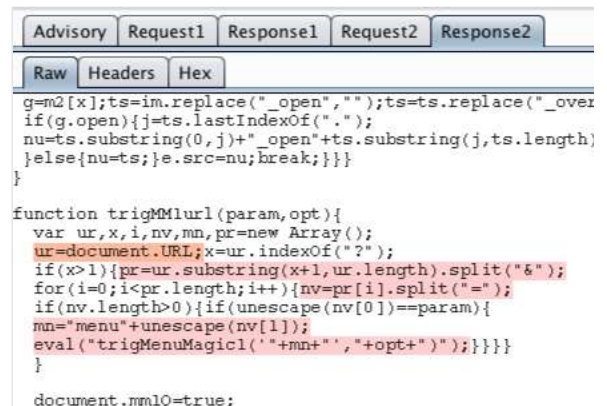 Advisory Request1 Response1 Request2 Response2
Raw Headers Hex
g=m2[x];ts=im.replace("_open","");ts=ts.replace("_over
if(g.open){j=ts.lastIndexOf(".");
nu=ts.substring(0,j)+"_open"+ts.substring(j,ts.length)
}else{nu=ts;}e.src=nu;break;}}}
}
function trigMM1url(param,opt){
var ur,x,i,nv,mn,pr=new Array();
ur=document.URL;x=ur.indexOf("?");
if(x>1){pr=ur.substring(x+1,ur.length).split("&");
for(i=0;i<pr.length;i++){nv=pr[i].split("=");
if(nv.length>0){if(unescape(nv[0])==param){
mn="menu"+unescape(nv[1]);
eval("trigMenuMagic1('"+mn+"',"+opt+")");}}}}
}
document.mm1O=true;